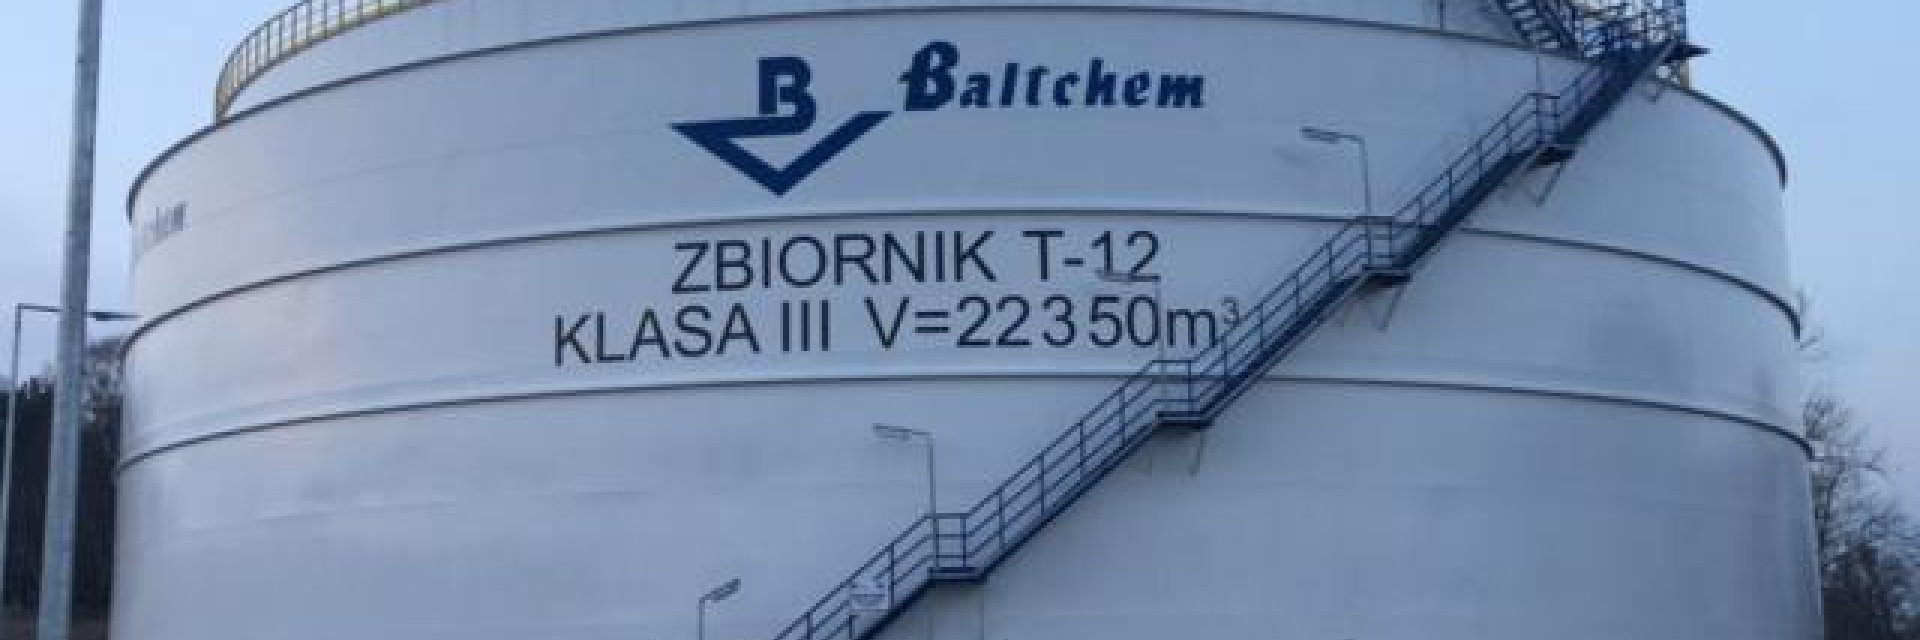 B Baltchem
ZBIORNIK T-12
KLASA III V=22350m³